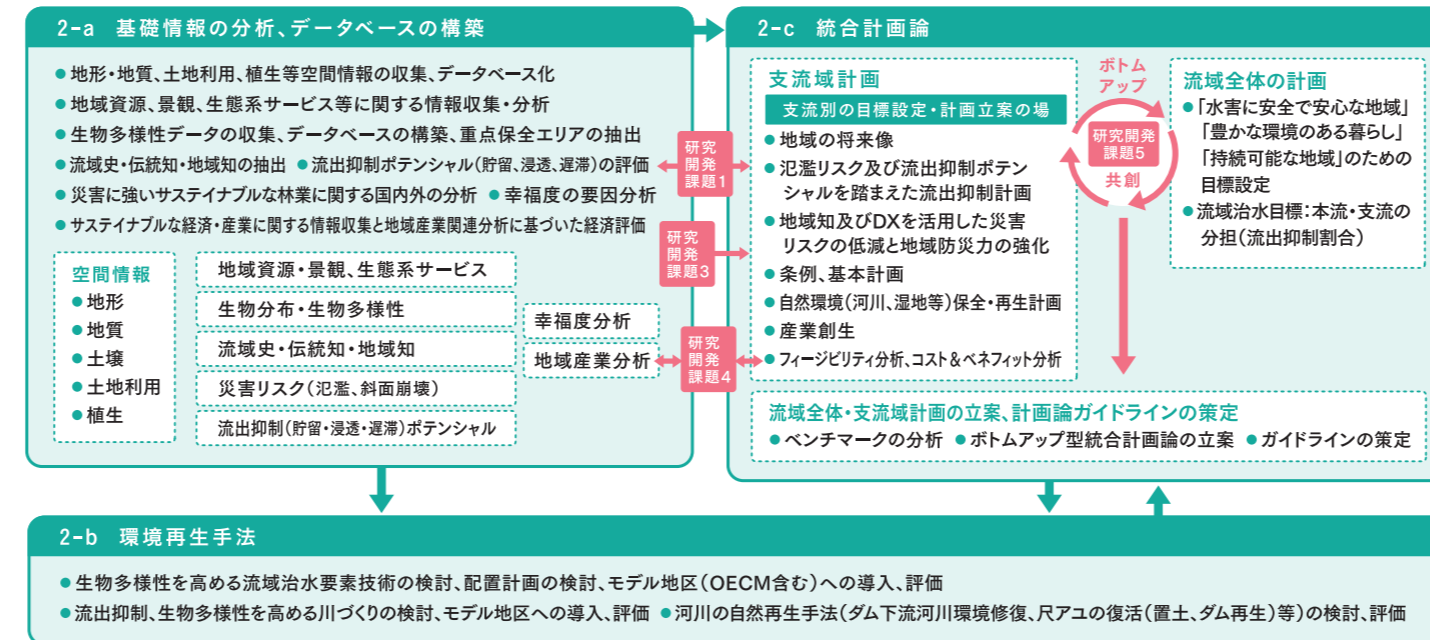 2-a 基礎情報の分析、データベースの構築
●地形・地質、土地利用、植生等空間情報の収集、データベース化
●地域資源、景観、生態系サービス等に関する情報収集・分析
●生物多様性データの収集、データベースの構築、重点保全エリアの抽出
●流域史・伝統知・地域知の抽出 ●流出抑制ポテンシャル(貯留、浸透、遅滞)の評価
●災害に強いサステイナブルな林業に関する国内外の分析 ●幸福度の要因分析
●サステイナブルな経済・産業に関する情報収集と地域産業関連分析に基づいた経済評価
空間情報
●地形
●地質
●土壌
●土地利用
●植生
地域資源・景観、生態系サービス
生物分布・生物多様性
流域史・伝統知・地域知
災害リスク(氾濫、斜面崩壊)
流出抑制(貯留・浸透・遅滞)ポテンシャル
幸福度分析
地域産業分析
研究
開発
課題1
研究
開発
課題3
研究
開発
課題4
2-c 統合計画論
支流域計画
支流別の目標設定・計画立案の場
●地域の将来像
●氾濫リスク及び流出抑制ポテン
シャルを踏まえた流出抑制計画
●地域知及びDXを活用した災害
リスクの低減と地域防災力の強化
●条例、基本計画
●自然環境(河川、湿地等)保全・再生計画
●産業創生
●フィージビリティ分析、コスト&ベネフィット分析
ボトム
アップ
研究開発
課題5
共創
流域全体の計画
●「水害に安全で安心な地域」
「豊かな環境のある暮らし」
「持続可能な地域」のための
目標設定
●流域治水目標:本流・支流の
分担(流出抑制割合)
流域全体・支流域計画の立案、計画論ガイドラインの策定
●ベンチマークの分析 ●ボトムアップ型統合計画論の立案 ●ガイドラインの策定
2-b 環境再生手法
●生物多様性を高める流域治水要素技術の検討、配置計画の検討、モデル地区(OECM含む)への導入、評価
●流出抑制、生物多様性を高める川づくりの検討、モデル地区への導入、評価 ●河川の自然再生手法(ダム下流河川環境修復、尺アユの復活(置土、ダム再生)等)の検討、評価